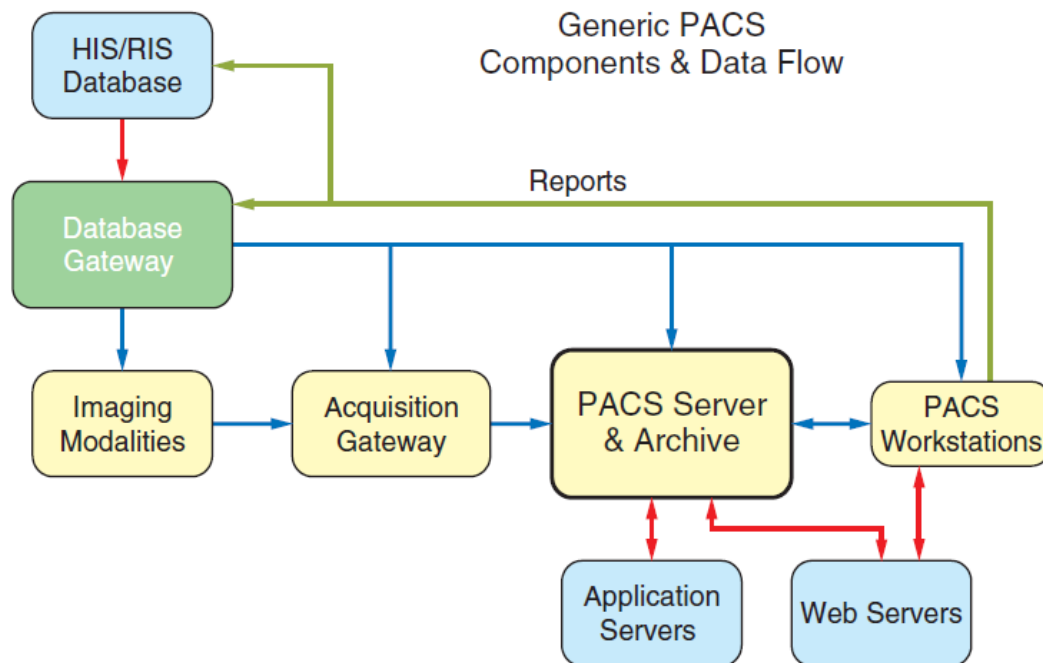 Generic PACS
Components & Data Flow
HIS/RIS
Database
Reports
Database
Gateway
Imaging
Modalities
Acquisition
Gateway
PACS Server
& Archive
PACS
Workstations
Application
Servers
Web Servers